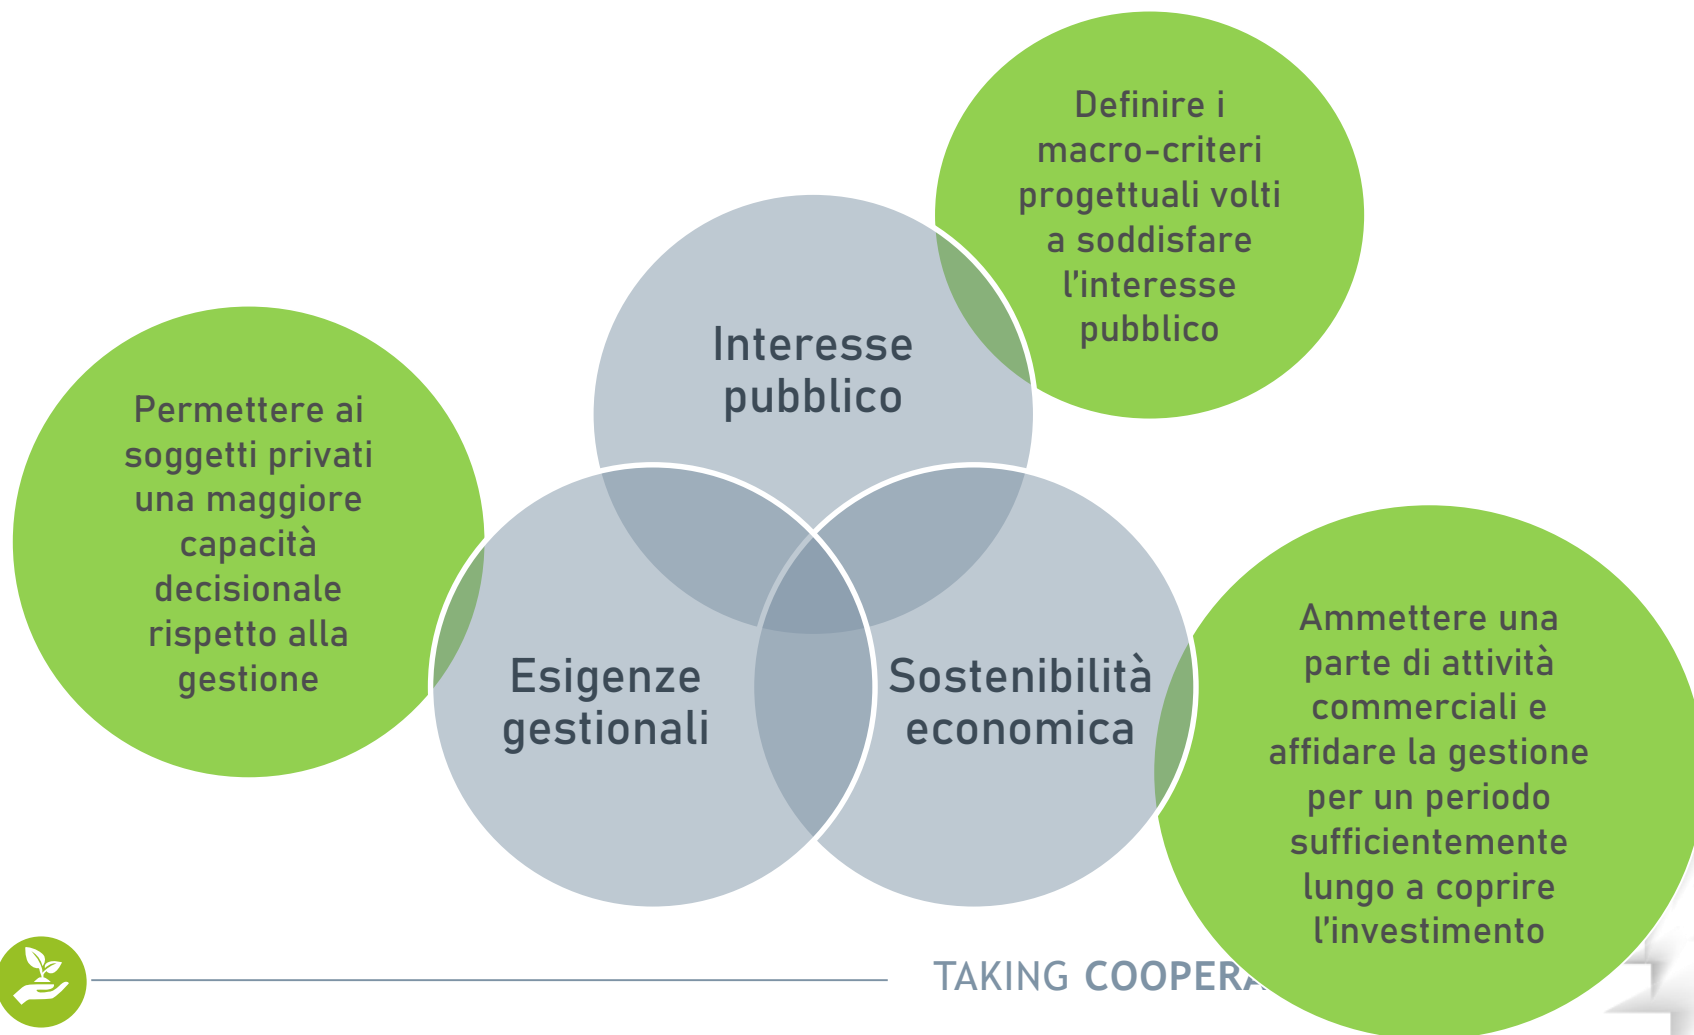 Definire i
macro-criteri
progettuali volti
a soddisfare
l'interesse
pubblico
Interesse
pubblico
Permettere ai
soggetti privati
una maggiore
capacità
decisionale
rispetto alla
gestione
Esigenze
gestionali
Sostenibilità
economica
Ammettere una
parte di attività
commerciali e
affidare la gestione
per un periodo
sufficientemente
lungo a coprire
l'investimento
TAKING